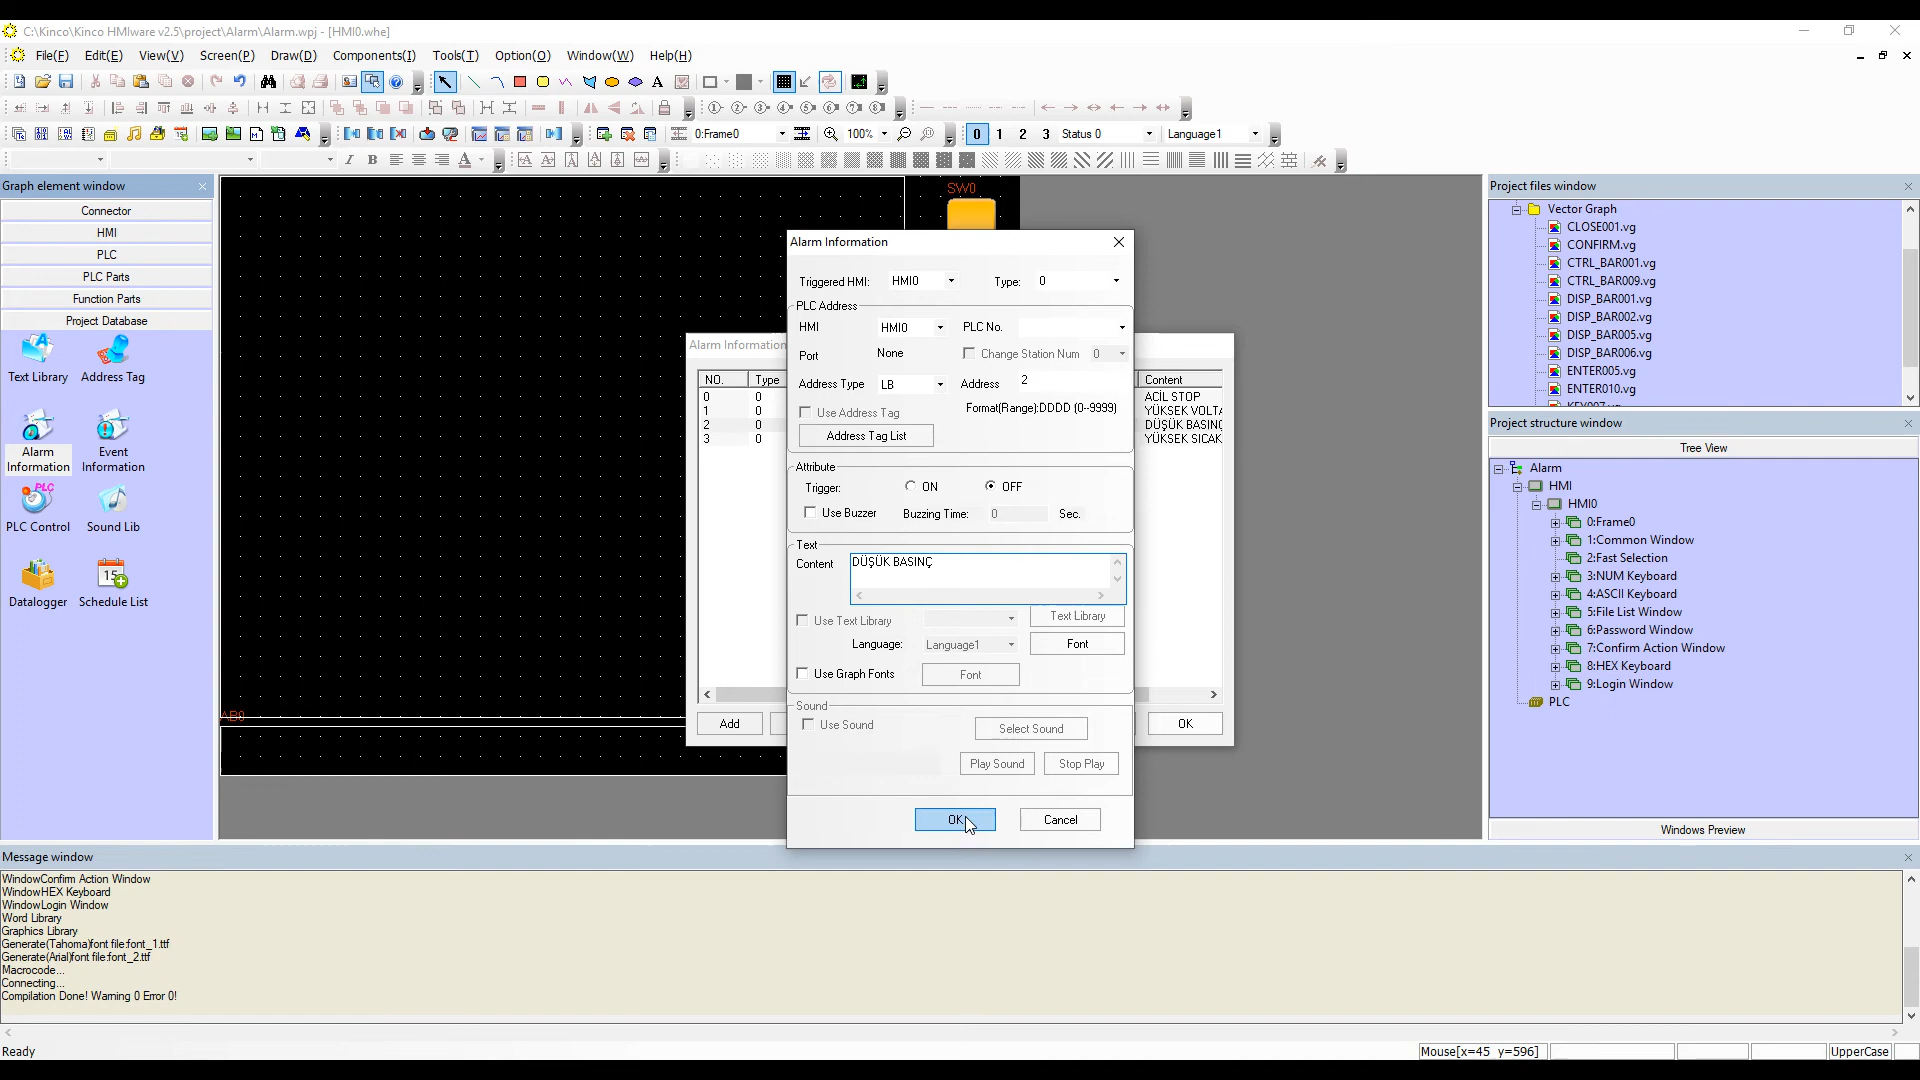 C:\Kinco\Kinco HMIware v2.5\project\Alarm\Alarm.wpj - [HMI0.whe]
File(F) Edit(E) View(V) Screen(P) Draw(D) Components(I) Tools(T) Option(O) Window(W) Help(H)
0:Frame0 100% 0 1 2 3 Status 0 Language1
Graph element window
Connector
HMI
PLC
PLC Parts
Function Parts
Project Database
Text Library
Address Tag
Alarm Information
Event Information
PLC Control
Sound Lib
Datalogger
Schedule List
SW0
AB0
Alarm Information
NO. Type Content
0 0 ACİL STOP
1 0 YÜKSEK VOLTA
2 0 DÜŞÜK BASINÇ
3 0 YÜKSEK SICAK
Add
OK
Alarm Information
Triggered HMI: HMI0 Type: 0
PLC Address
HMI HMI0 PLC No.
Port None Change Station Num 0
Address Type LB Address 2
Use Address Tag Format(Range):DDDD (0--9999)
Address Tag List
Attribute
Trigger: ON OFF
Use Buzzer Buzzing Time: 0 Sec.
Text
Content DÜŞÜK BASINÇ
Use Text Library Text Library
Language: Language1 Font
Use Graph Fonts Font
Sound
Use Sound Select Sound
Play Sound Stop Play
OK Cancel
Project files window
Vector Graph
CLOSE001.vg
CONFIRM.vg
CTRL_BAR001.vg
CTRL_BAR009.vg
DISP_BAR001.vg
DISP_BAR002.vg
DISP_BAR005.vg
DISP_BAR006.vg
ENTER005.vg
ENTER010.vg
Project structure window
Tree View
Alarm
HMI
HMI0
0:Frame0
1:Common Window
2:Fast Selection
3:NUM Keyboard
4:ASCII Keyboard
5:File List Window
6:Password Window
7:Confirm Action Window
8:HEX Keyboard
9:Login Window
PLC
Windows Preview
Message window
WindowConfirm Action Window
WindowHEX Keyboard
WindowLogin Window
Word Library
Graphics Library
Generate(Tahoma)font file:font_1.ttf
Generate(Arial)font file:font_2.ttf
Macrocode...
Connecting...
Compilation Done! Warning 0 Error 0!
Ready Mouse[x=45 y=596] UpperCase